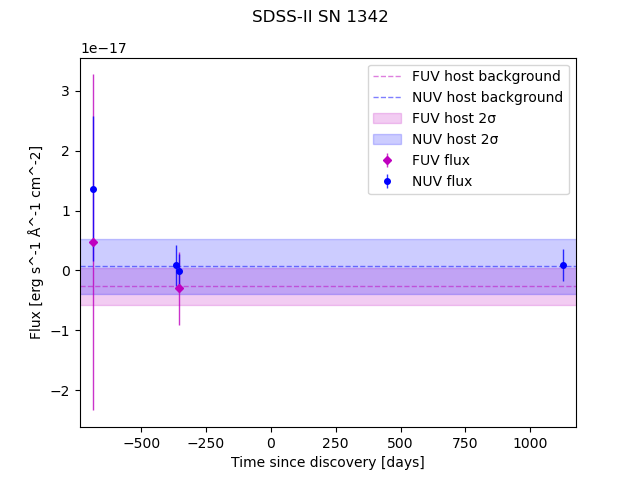 SDSS-II SN 1342
1e−17
FUV host background
NUV host background
FUV host 2σ
NUV host 2σ
FUV flux
NUV flux
3
2
1
0
−1
−2
Flux [erg s^-1 Å^-1 cm^-2]
−500
−250
0
250
500
750
1000
Time since discovery [days]